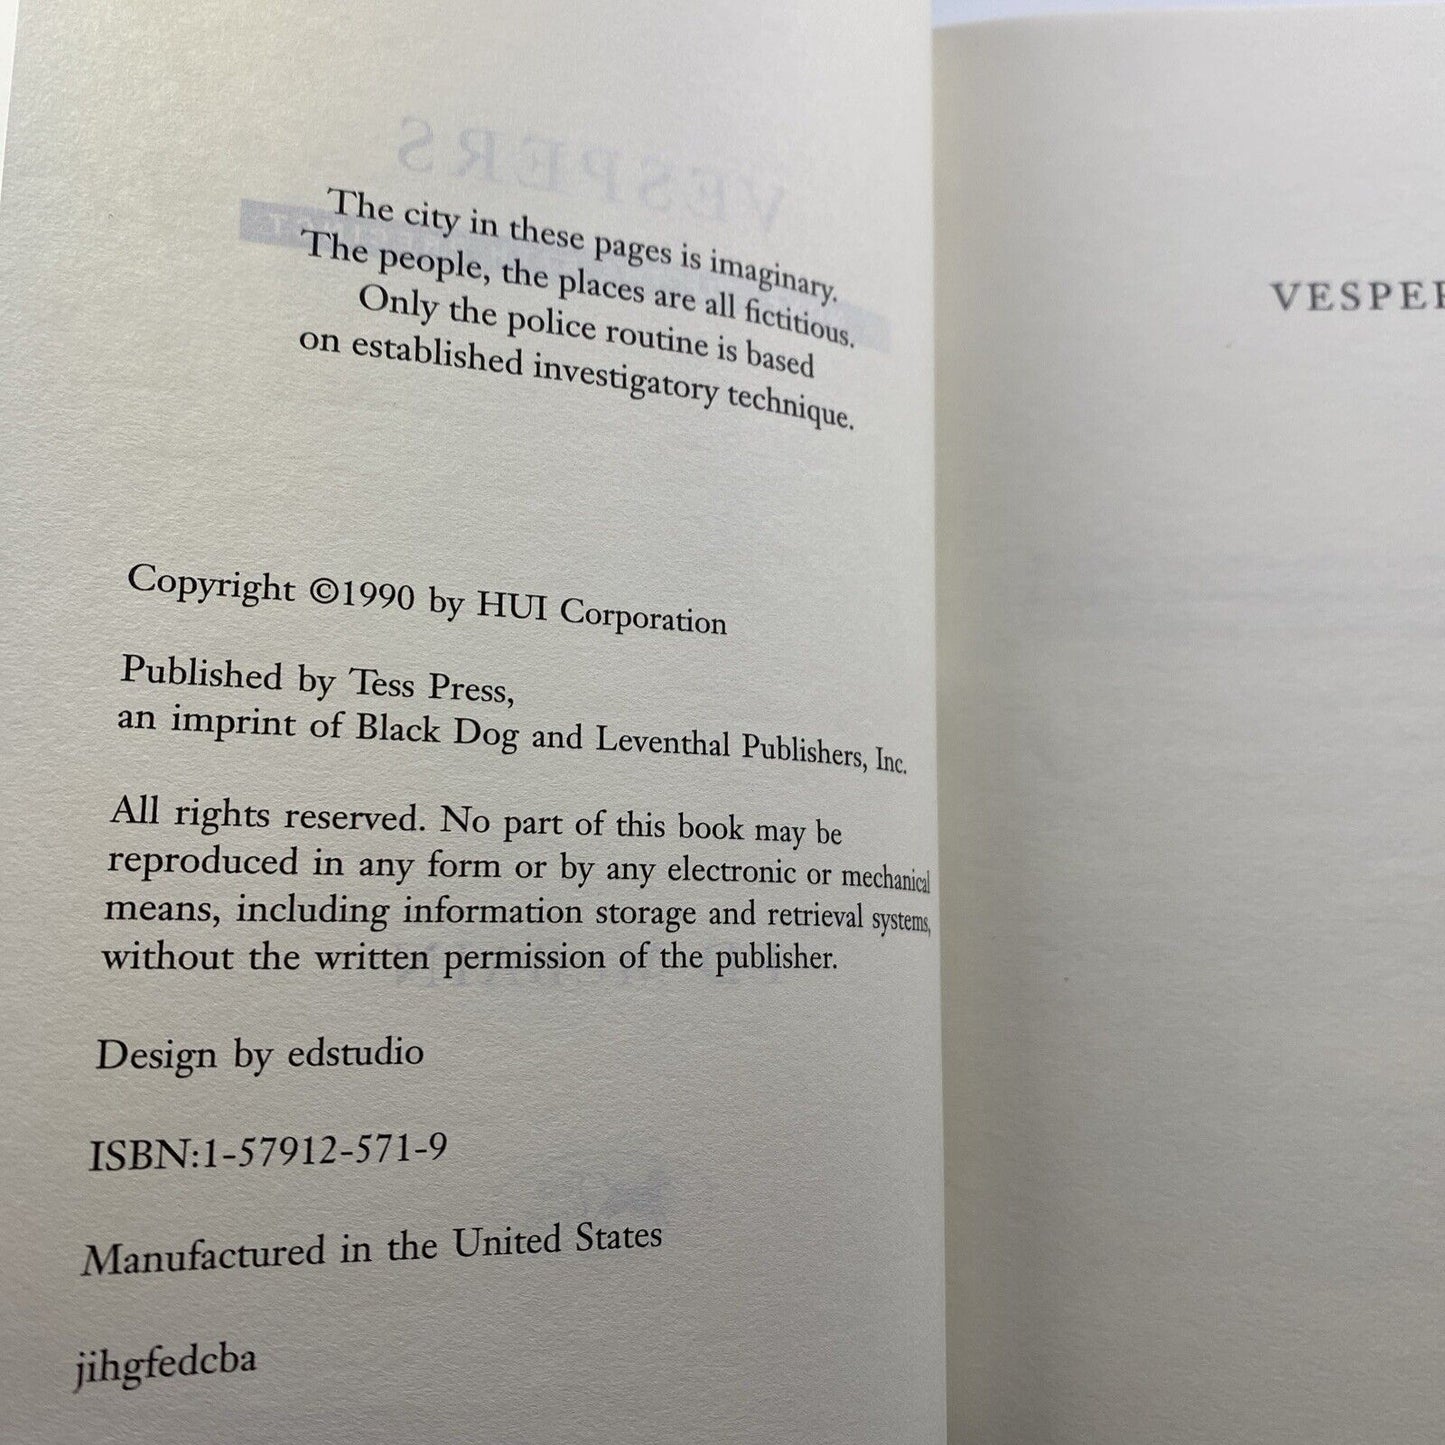 The city in these pages is imaginary.
The people, the places are all fictitious.
Only the police routine is based
on established investigatory technique.
Copyright ©1990 by HUI Corporation
Published by Tess Press,
an imprint of Black Dog and Leventhal Publishers, Inc.
All rights reserved. No part of this book may be
reproduced in any form or by any electronic or mechanical
means, including information storage and retrieval systems,
without the written permission of the publisher.
Design by edstudio
ISBN:1-57912-571-9
Manufactured in the United States
jihgfedcba
VESPER